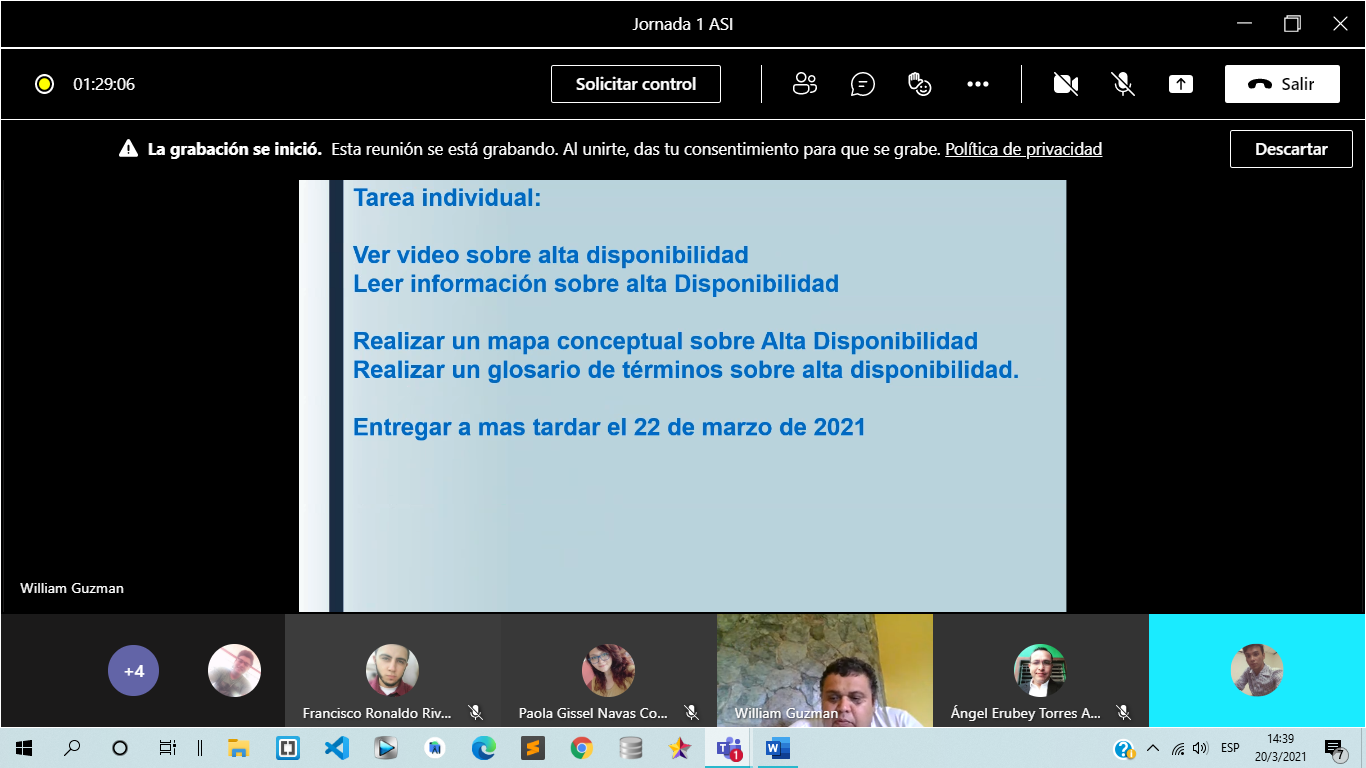 Jornada 1 ASI
01:29:06
Solicitar control
Salir
La grabación se inició. Esta reunión se está grabando. Al unirte, das tu consentimiento para que se grabe. Política de privacidad
Descartar
Tarea individual:
Ver video sobre alta disponibilidad
Leer información sobre alta Disponibilidad
Realizar un mapa conceptual sobre Alta Disponibilidad
Realizar un glosario de términos sobre alta disponibilidad.
Entregar a mas tardar el 22 de marzo de 2021
William Guzman
+4
Francisco Ronaldo Riv...
Paola Gissel Navas Co...
William Guzman
Ángel Erubey Torres A...
1
ESP
14:39
20/3/2021
7